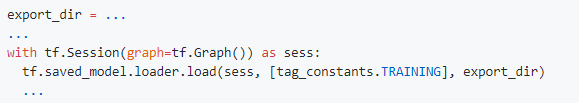 export_dir = ...
...
with tf.Session(graph=tf.Graph()) as sess:
  tf.saved_model.loader.load(sess, [tag_constants.TRAINING], export_dir)
  ...